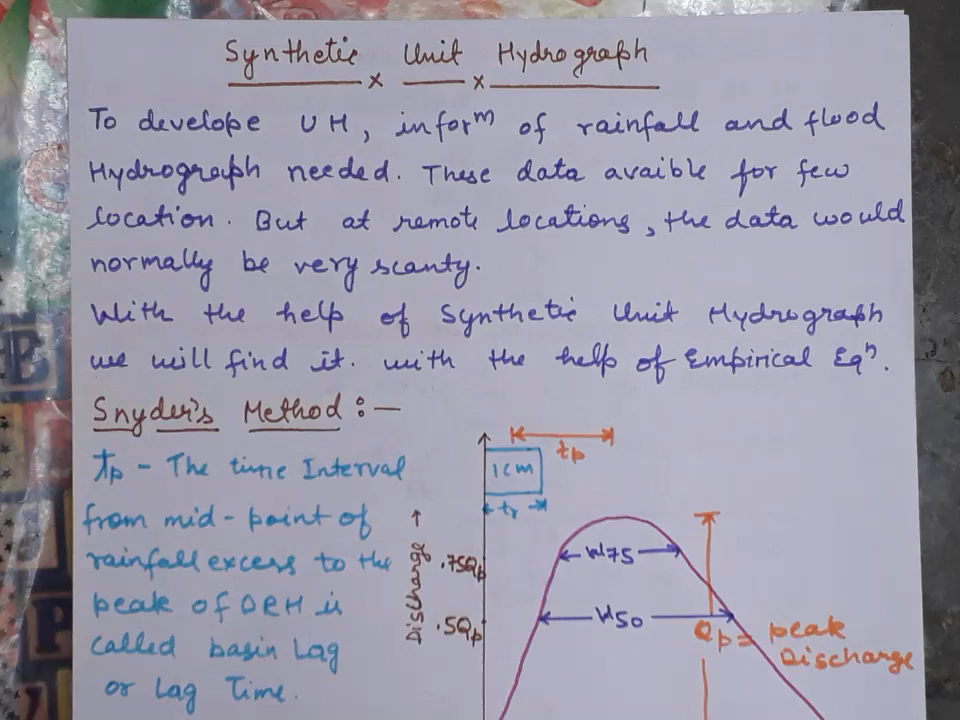 Synthetic Unit Hydrograph
To develope UH, inforᵐ of rainfall and flood
Hydrograph needed. These data avaible for few
location. But at remote locations, the data would
normally be very scanty.
With the help of Synthetic Unit Hydrograph
we will find it. with the help of Empirical Eqⁿ.
Snyder's Method :-
tp - The time Interval
from mid-point of
rainfall excess to the
peak of DRH is
called basin Lag
or Lag Time.
tp
1cm
tr
Discharge →
.75Qp
W75
.5Qp
W50
Qp = peak
Discharge
B
P